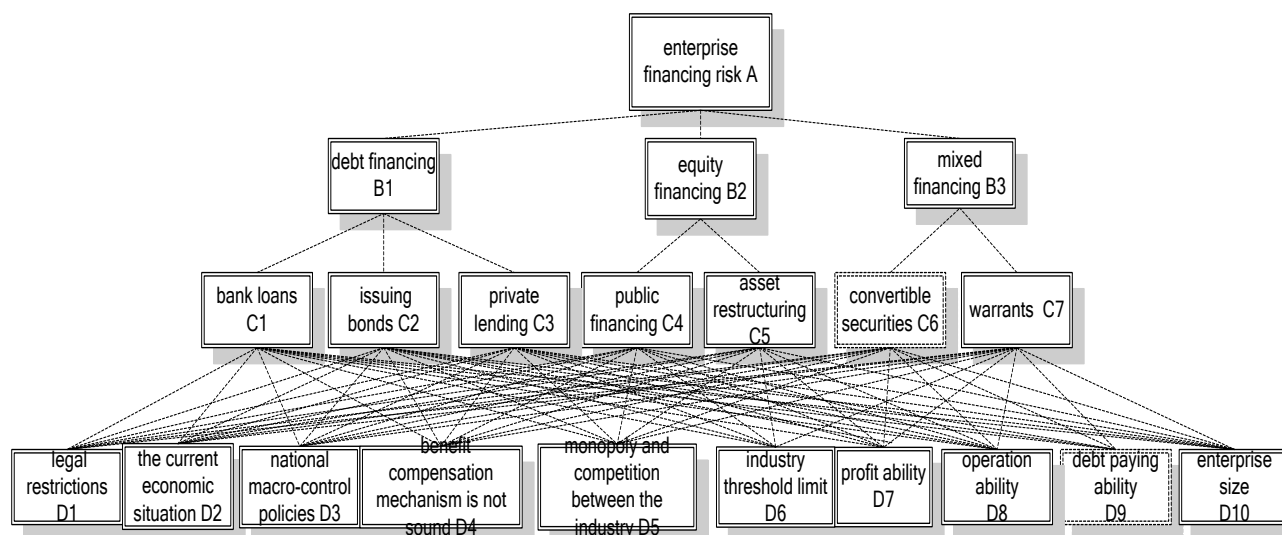 enterprise
financing risk A
debt financing
B1
equity
financing B2
mixed
financing B3
bank loans
C1
issuing
bonds C2
private
lending C3
public
financing C4
asset
restructuring
C5
convertible
securities C6
warrants C7
legal
restrictions
D1
the current
economic
situation D2
national
macro-control
policies D3
benefit
compensation
mechanism is not
sound D4
monopoly and
competition
between the
industry D5
industry
threshold limit
D6
profit ability
D7
operation
ability
D8
debt paying
ability
D9
enterprise
size
D10